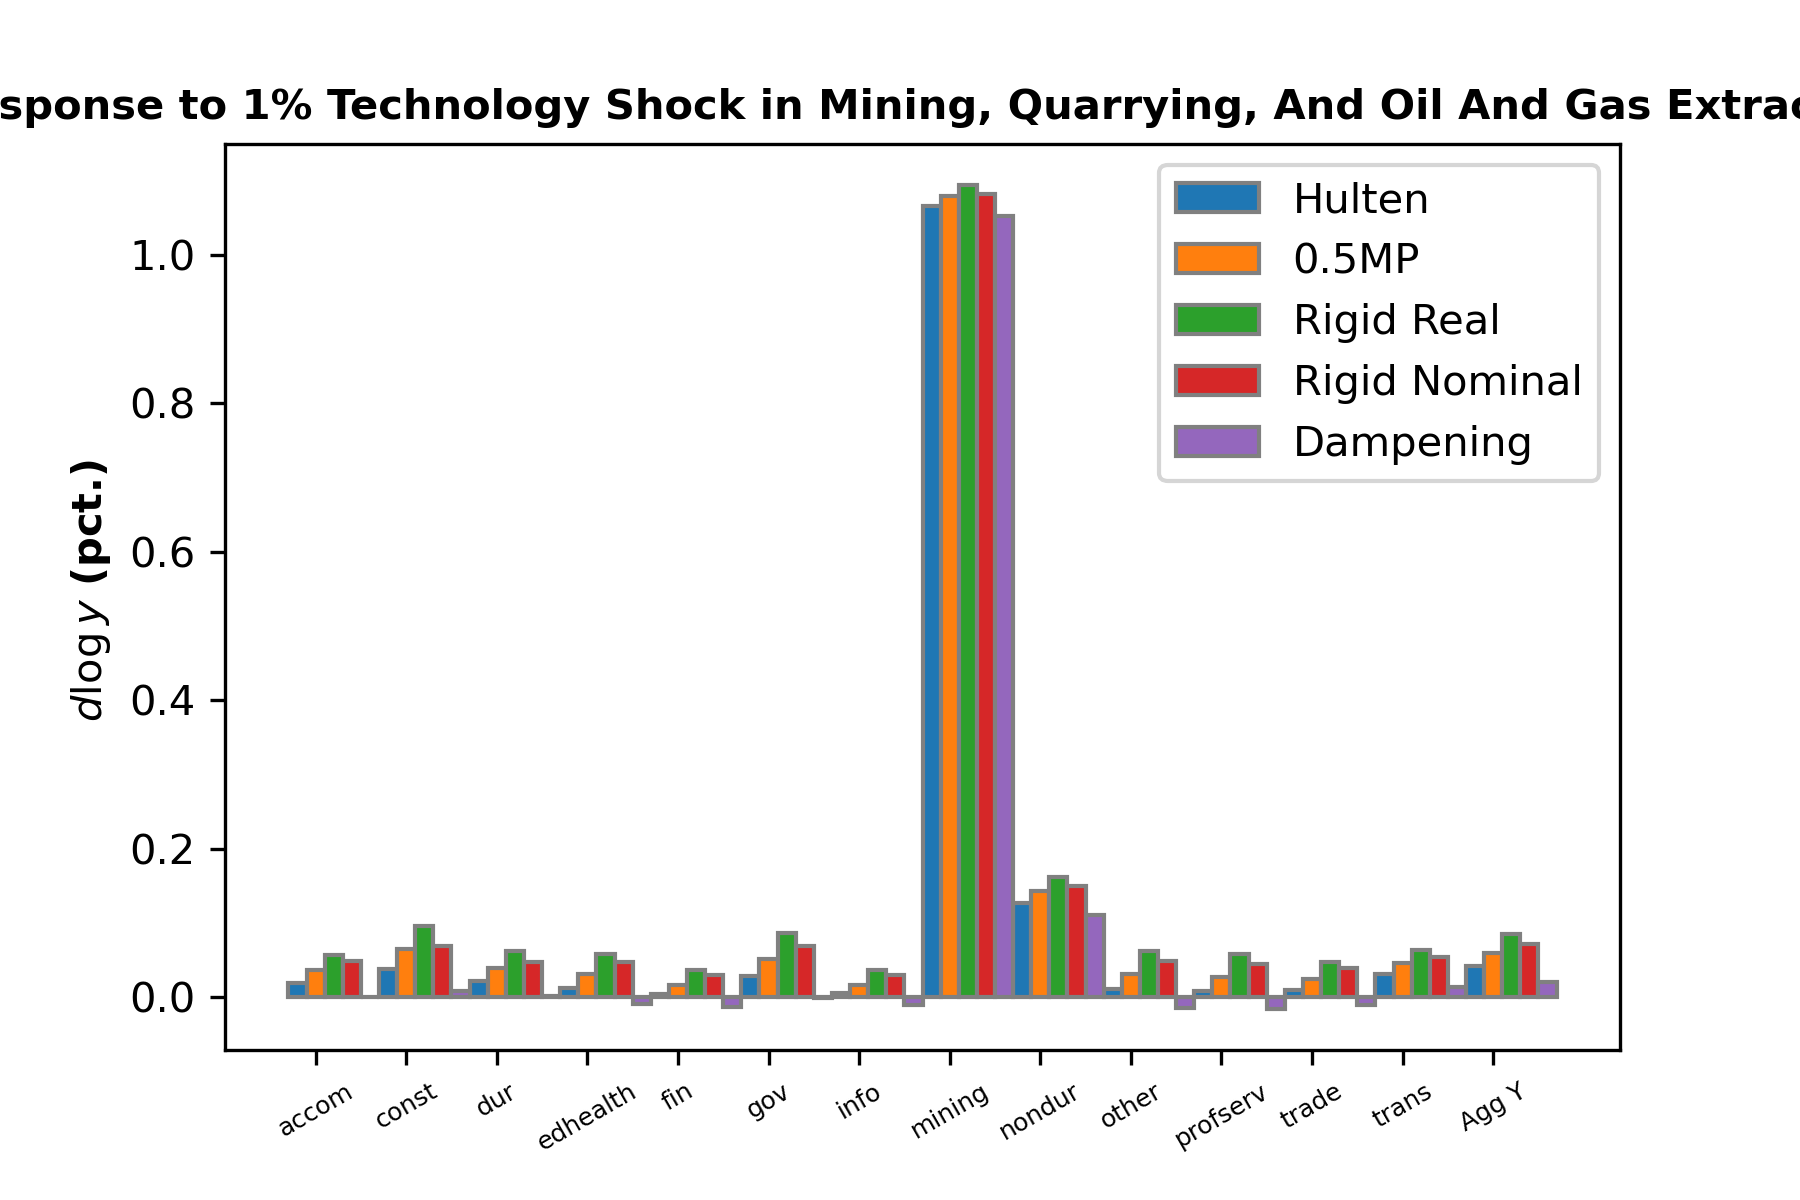 sponse to 1% Technology Shock in Mining, Quarrying, And Oil And Gas Extrac
Hulten
0.5MP
Rigid Real
Rigid Nominal
Dampening
dlog y (pct.)
1.0
0.8
0.6
0.4
0.2
0.0
accom
const
dur
edhealth
fin
gov
info
mining
nondur
other
profserv
trade
trans
Agg Y